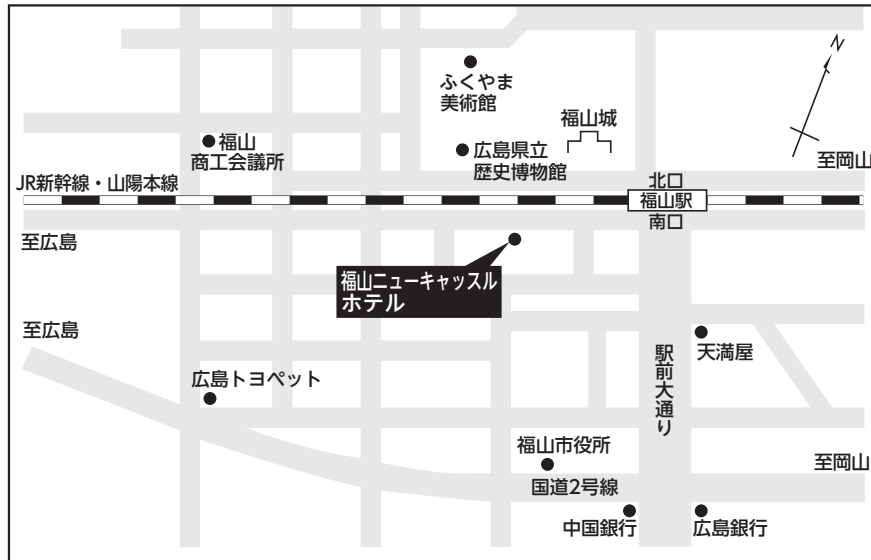 N
ふくやま
美術館
福山城
福山
商工会議所
広島県立
歴史博物館
至岡山
JR新幹線・山陽本線
北口
福山駅
南口
至広島
福山ニューキャッスル
ホテル
至広島
天満屋
駅前大通り
広島トヨペット
福山市役所
至岡山
国道2号線
中国銀行
広島銀行